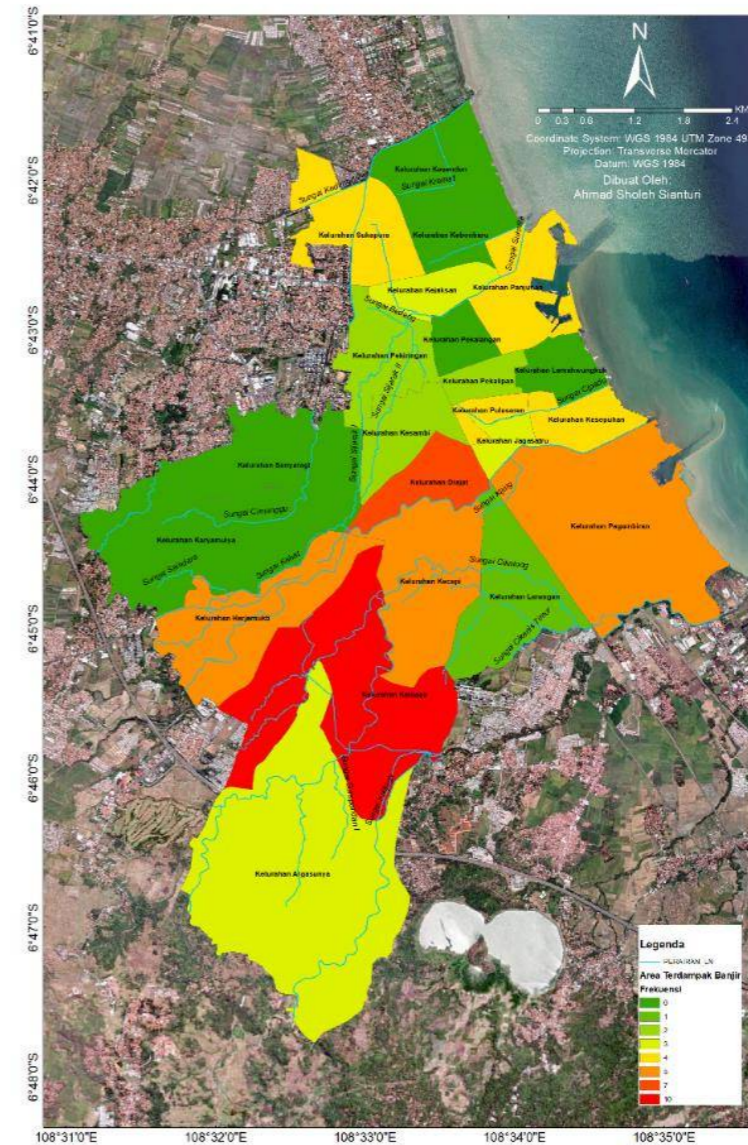 6°41'0"S
6°42'0"S
6°43'0"S
6°44'0"S
6°45'0"S
6°46'0"S
6°47'0"S
6°48'0"S
N
KM
0 0.3 0.6 1.2 1.8 2.4
Coordinate System: WGS 1984 UTM Zone 49
Projection: Transverse Mercator
Datum: WGS 1984
Dibuat Oleh:
Ahmad Sholeh Sianturi
Kelurahan Kesenden
Kelurahan Kebonbaru
Kelurahan Sukapura
Kelurahan Kejaksan
Kelurahan Panjunan
Kelurahan Pekalangan
Kelurahan Pekiringan
Kelurahan Lemahwungkuk
Kelurahan Pekalipan
Kelurahan Pulasaren
Kelurahan Kesepuhan
Kelurahan Kesambi
Kelurahan Jagasatru
Kelurahan Sunyaragi
Kelurahan Drajat
Sungai Cimunggu
Kelurahan Pegambiran
Kelurahan Karyamulya
Kelurahan Kecapi
Kelurahan Larangan
Sungai Cikenis Timur
Kelurahan Harjamukti
Kelurahan Kalijaga
Kelurahan Argasunya
Legenda
Area Terdampak Banjir
Frekuensi
0
1
2
3
4
7
10
108°31'0"E 108°32'0"E 108°33'0"E 108°34'0"E 108°35'0"E